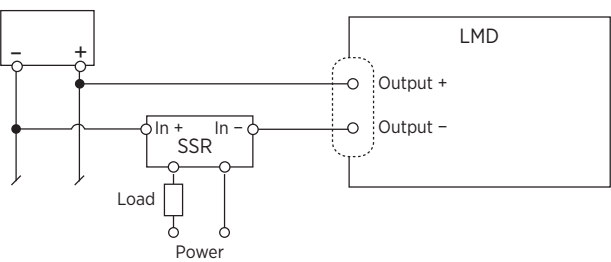 LMD
− +
Output +
In + In −
Output −
SSR
Load
Power